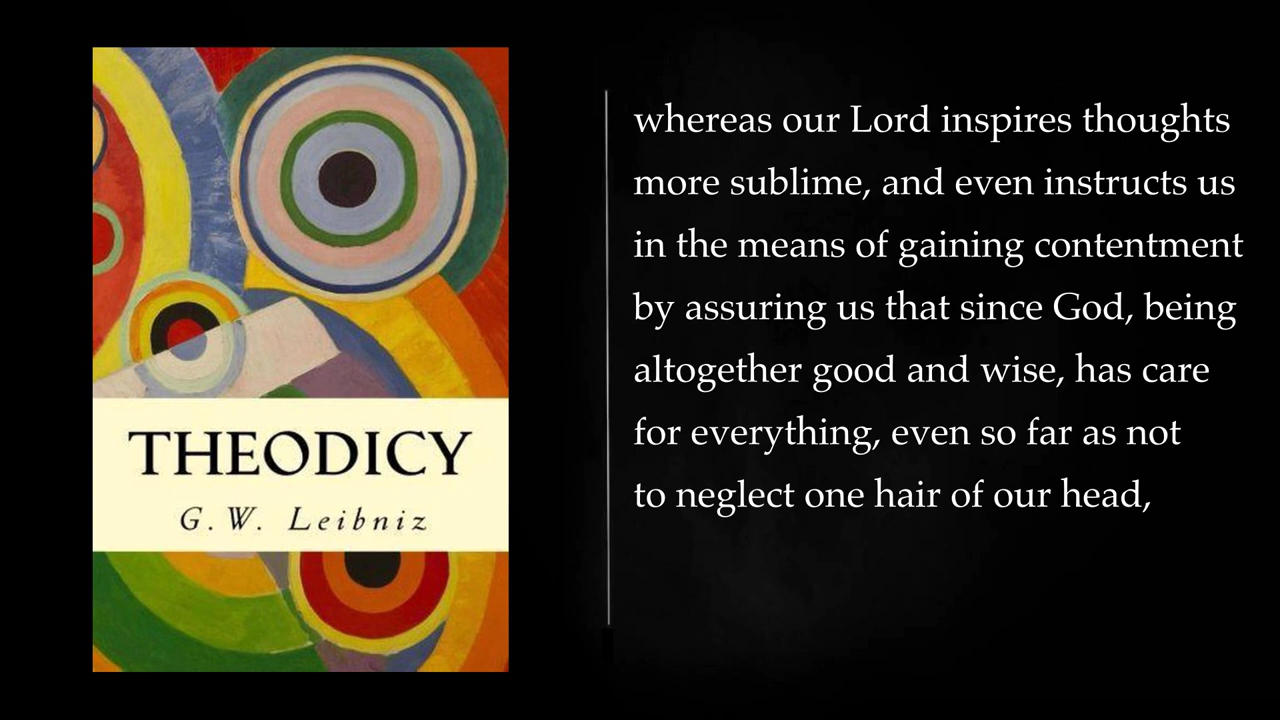 THEODICY
G. W. Leibniz
whereas our Lord inspires thoughts
more sublime, and even instructs us
in the means of gaining contentment
by assuring us that since God, being
altogether good and wise, has care
for everything, even so far as not
to neglect one hair of our head,